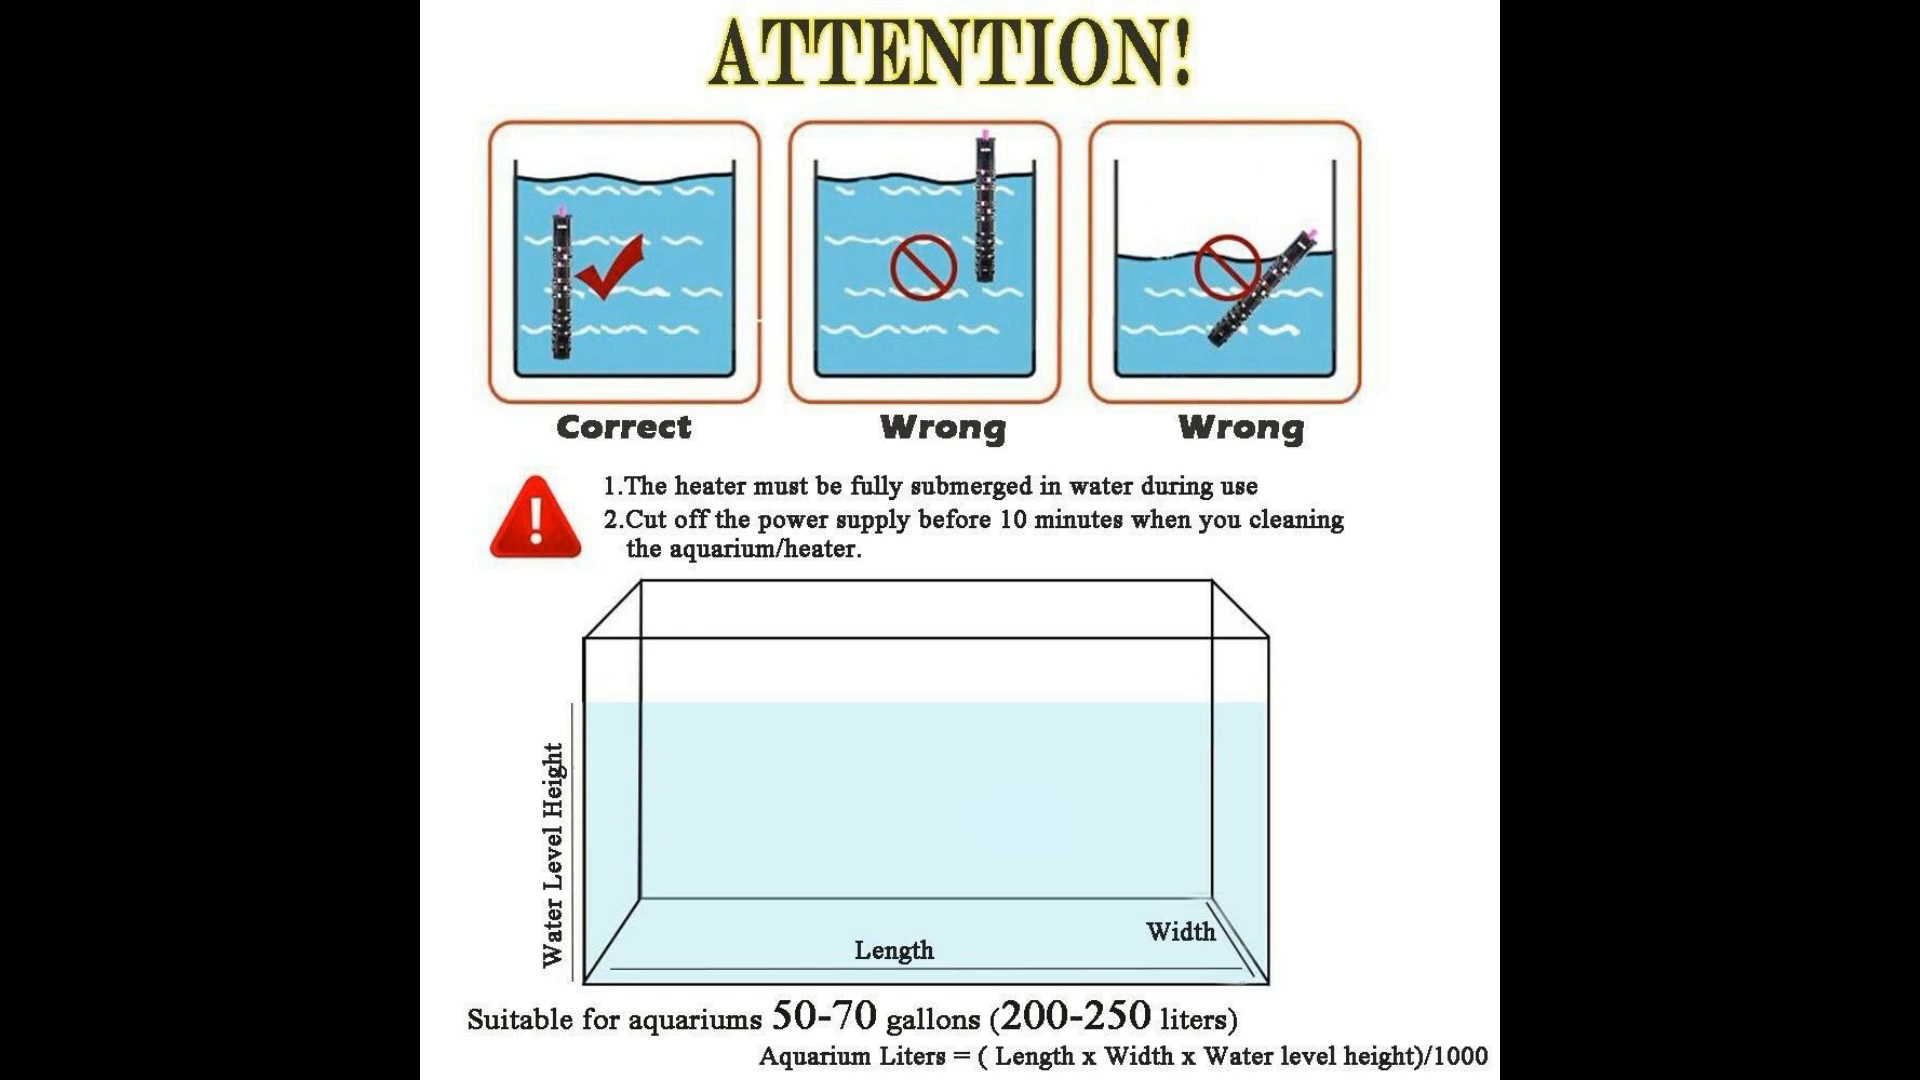 ATTENTION!
Correct
Wrong
Wrong
1.The heater must be fully submerged in water during use
2.Cut off the power supply before 10 minutes when you cleaning
the aquarium/heater.
Water Level Height
Width
Length
Suitable for aquariums 50-70 gallons (200-250 liters)
Aquarium Liters = ( Length x Width x Water level height)/1000